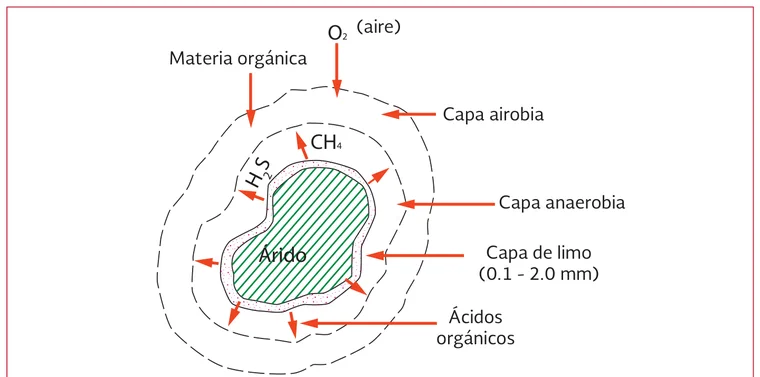 O₂ (aire)
Materia orgánica
Capa airobia
CH₄
H₂S
Capa anaerobia
Árido
Capa de limo
(0.1 - 2.0 mm)
Ácidos
orgánicos